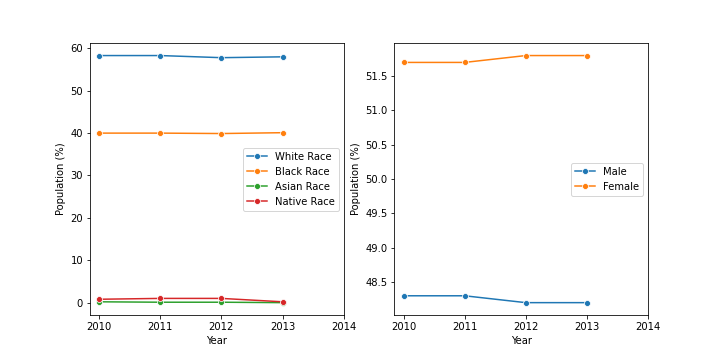 60
50
40
30
20
10
0
Population (%)
White Race
Black Race
Asian Race
Native Race
2010 2011 2012 2013 2014
Year
51.5
51.0
50.5
50.0
49.5
49.0
48.5
Population (%)
Male
Female
2010 2011 2012 2013 2014
Year